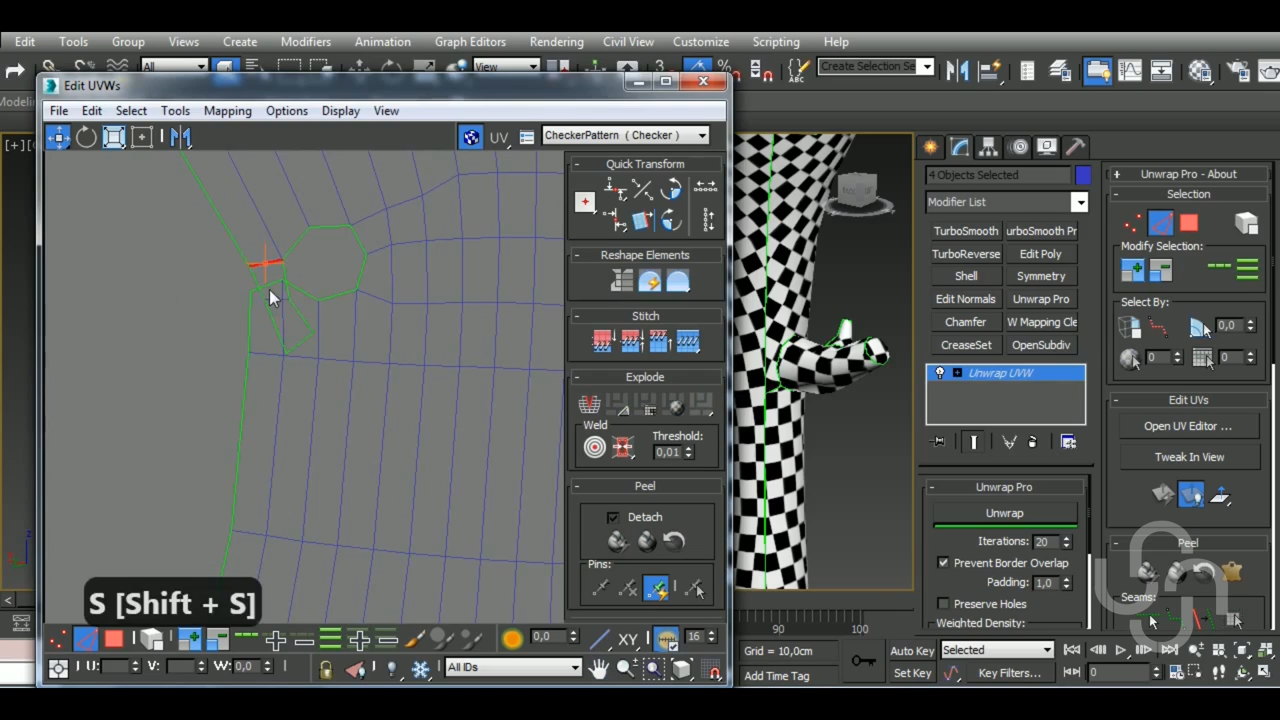 Edit Tools Group Views Create Modifiers Animation Graph Editors Rendering Civil View Customize Scripting Help
All View 3 Create Selection Se
Edit UVWs
File Edit Select Tools Mapping Options Display View
UV CheckerPattern ( Checker )
Quick Transform
Reshape Elements
Stitch
Explode
Weld
Threshold:
0,01
Peel
Detach
Pins:
S [Shift + S]
0,0 XY 16
U: V: W: 0,0 All IDs
4 Objects Selected
Modifier List
TurboSmooth urboSmooth Pr
TurboReverse Edit Poly
Shell Symmetry
Edit Normals Unwrap Pro
Chamfer W Mapping Cle
CreaseSet OpenSubdiv
Unwrap UVW
Unwrap Pro
Unwrap
Iterations: 20
Prevent Border Overlap
Padding: 1,0
Preserve Holes
Weighted Density:
Unwrap Pro - About
Selection
Modify Selection:
Select By:
0,0
0 0
Edit UVs
Open UV Editor ...
Tweak In View
Peel
Seams:
90 100
Grid = 10,0cm Auto Key Selected
Add Time Tag Set Key Key Filters... 0